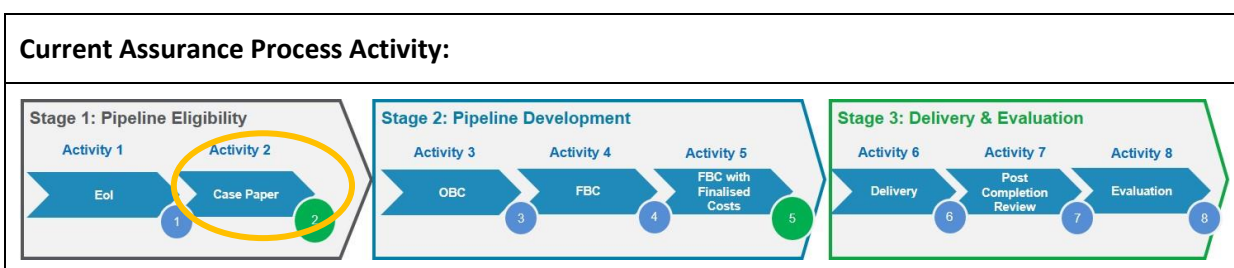 Current Assurance Process Activity:
Stage 1: Pipeline Eligibility
Activity 1
Activity 2
EoI
Case Paper
1
2
Stage 2: Pipeline Development
Activity 3
Activity 4
Activity 5
OBC
FBC
FBC with
Finalised
Costs
3
4
5
Stage 3: Delivery & Evaluation
Activity 6
Activity 7
Activity 8
Delivery
Post
Completion
Review
Evaluation
6
7
8